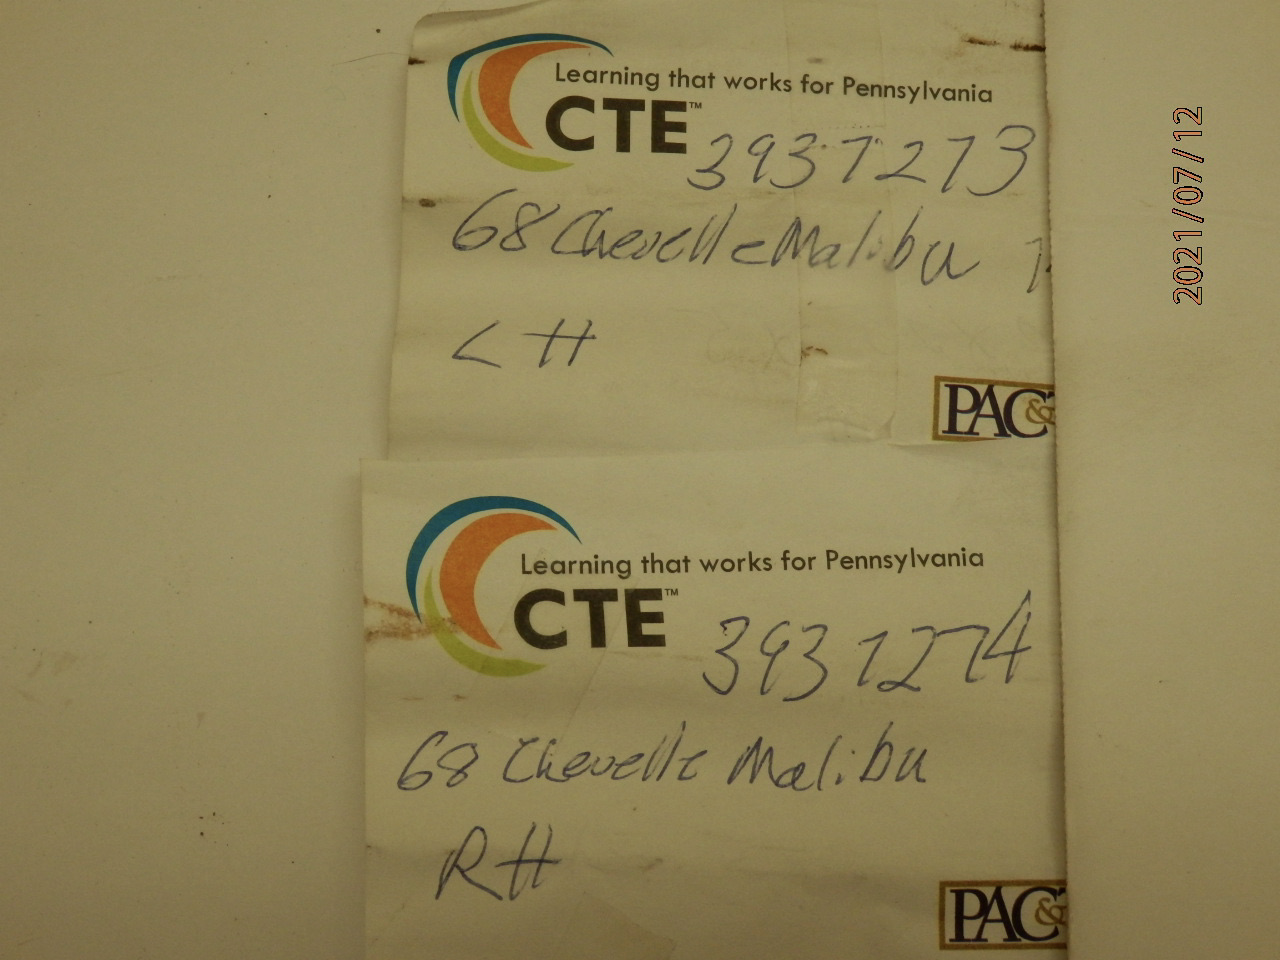 Learning that works for Pennsylvania
CTE™
3937273
68 Chevelle Malibu
LH
PAC&
Learning that works for Pennsylvania
CTE™
3937274
68 Chevelle Malibu
RH
PAC&
2021/07/12